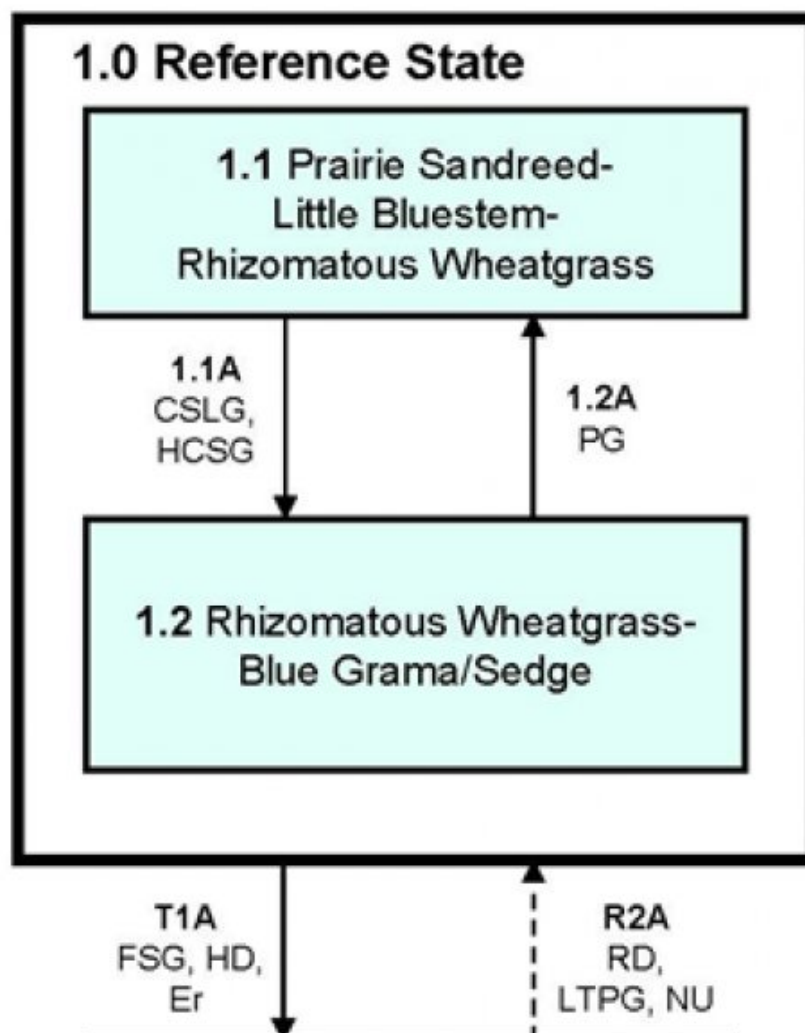 1.0 Reference State
1.1 Prairie Sandreed-
Little Bluestem-
Rhizomatous Wheatgrass
1.1A
CSLG,
HCSG
1.2A
PG
1.2 Rhizomatous Wheatgrass-
Blue Grama/Sedge
T1A
FSG, HD,
Er
R2A
RD,
LTPG, NU